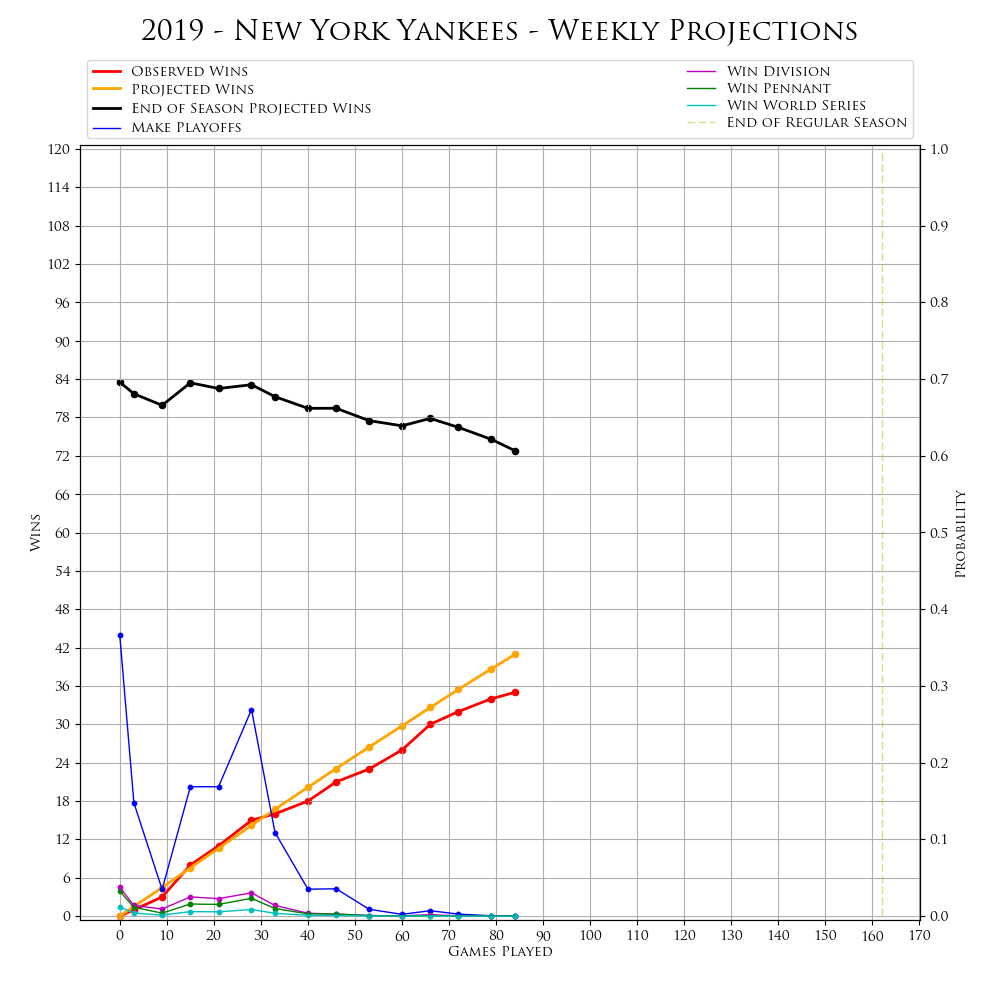 2019 - New York Yankees - Weekly Projections
Observed Wins
Projected Wins
End of Season Projected Wins
Make Playoffs
Win Division
Win Pennant
Win World Series
End of Regular Season
120
114
108
102
96
90
84
78
72
66
60
54
48
42
36
30
24
18
12
6
0
Wins
1.0
0.9
0.8
0.7
0.6
0.5
0.4
0.3
0.2
0.1
0.0
Probability
0 10 20 30 40 50 60 70 80 90 100 110 120 130 140 150 160 170
Games Played